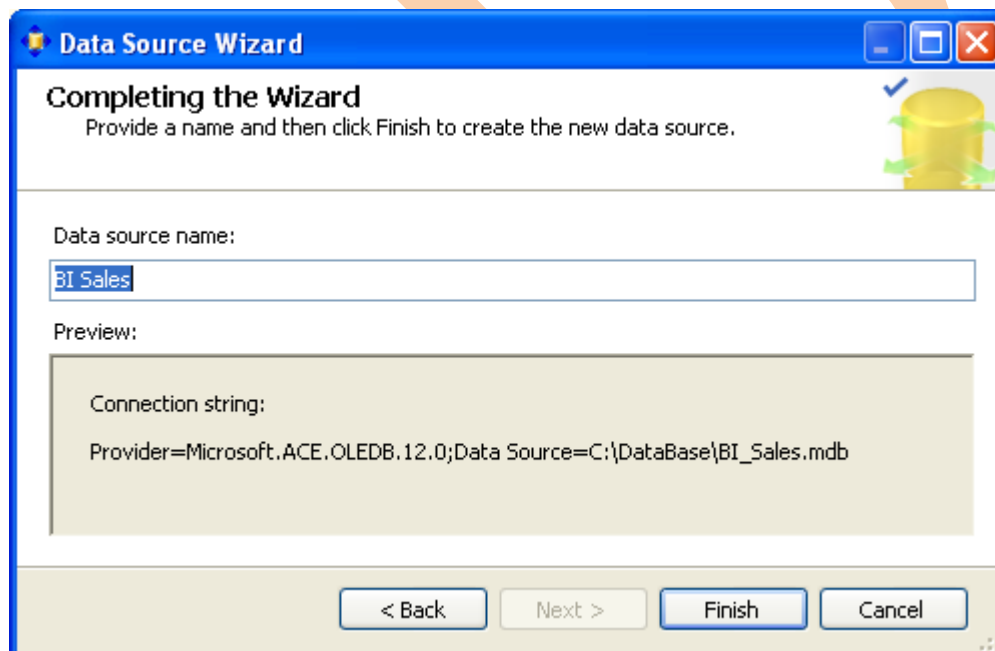 Data Source Wizard
Completing the Wizard
Provide a name and then click Finish to create the new data source.
Data source name:
BI Sales
Preview:
Connection string:
Provider=Microsoft.ACE.OLEDB.12.0;Data Source=C:\DataBase\BI_Sales.mdb
< Back Next > Finish Cancel